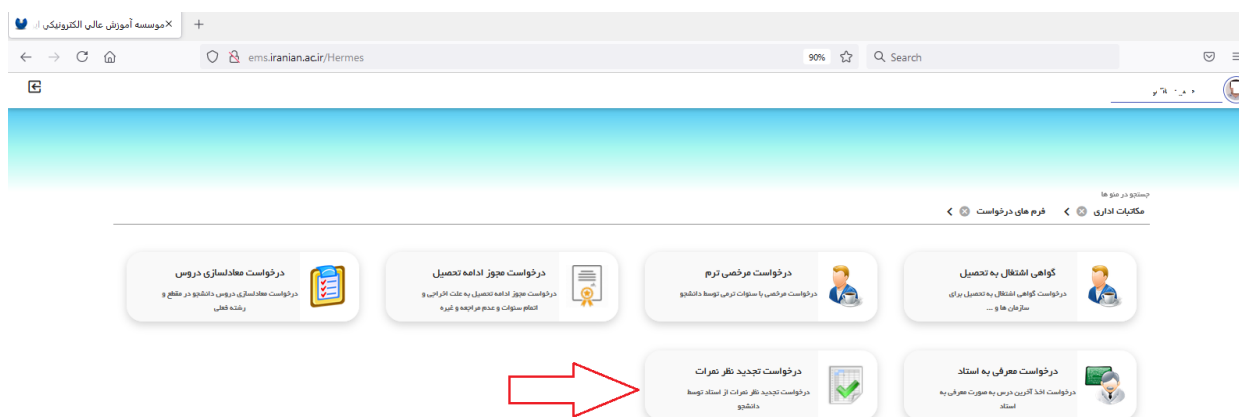 موسسه آموزش عالی الکترونیکی ا
ems.iranian.ac.ir/Hermes
90%
Search
جستجو در منو ها
مکاتبات اداری
فرم های درخواست
گواهی اشتغال به تحصیل
درخواست گواهی اشتغال به تحصیل برای
سازمان ها و ...
درخواست مرخصی ترم
درخواست مرخصی با سنوات ترمی توسط دانشجو
درخواست مجوز ادامه تحصیل
درخواست مجوز ادامه تحصیل به علت اخراجی و
اتمام سنوات و عدم مراجعه و غیره
درخواست معادلسازی دروس
درخواست معادلسازی دروس دانشجو در مقطع و
رشته فعلی
درخواست معرفی به استاد
درخواست اخذ آخرین درس به صورت معرفی به
استاد
درخواست تجدید نظر نمرات
درخواست تجدید نظر نمرات از استاد توسط
دانشجو